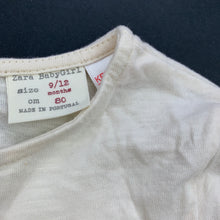 Zara BabyGirl
size 9/12
months
cm 80
MADE IN PORTUGAL